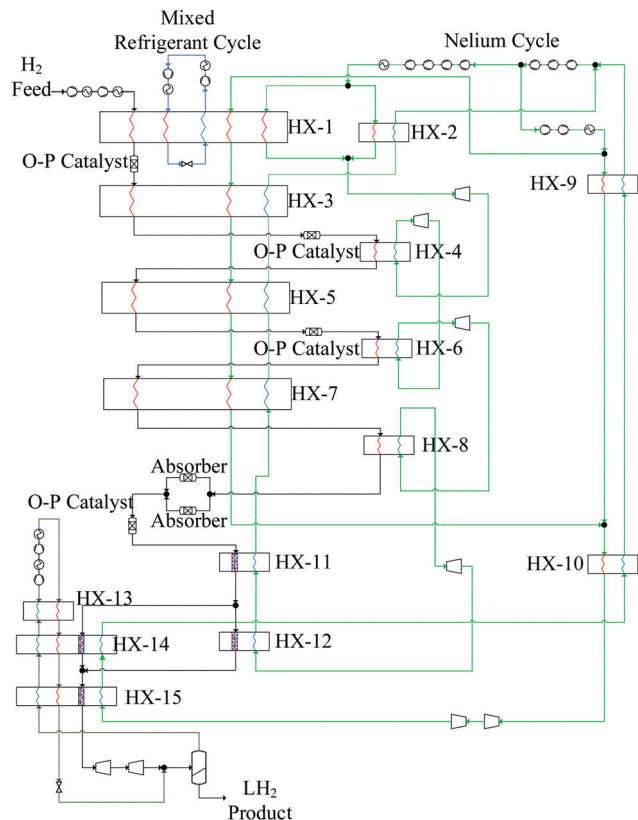 Mixed
Refrigerant Cycle
Nelium Cycle
H2
Feed
HX-1
HX-2
O-P Catalyst
HX-3
HX-9
O-P Catalyst
HX-4
HX-5
O-P Catalyst
HX-6
HX-7
HX-8
Absorber
O-P Catalyst
Absorber
HX-11
HX-10
HX-13
HX-12
HX-14
HX-15
LH2
Product